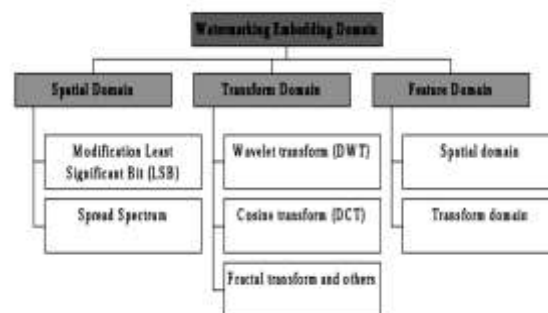 Watermarking Embedding Domain
Spatial Domain
Transform Domain
Feature Domain
Modification Least
Significant Bit (LSB)
Spread Spectrum
Wavelet transform (DWT)
Cosine transform (DCT)
Fractal transform and others
Spatial domain
Transform domain